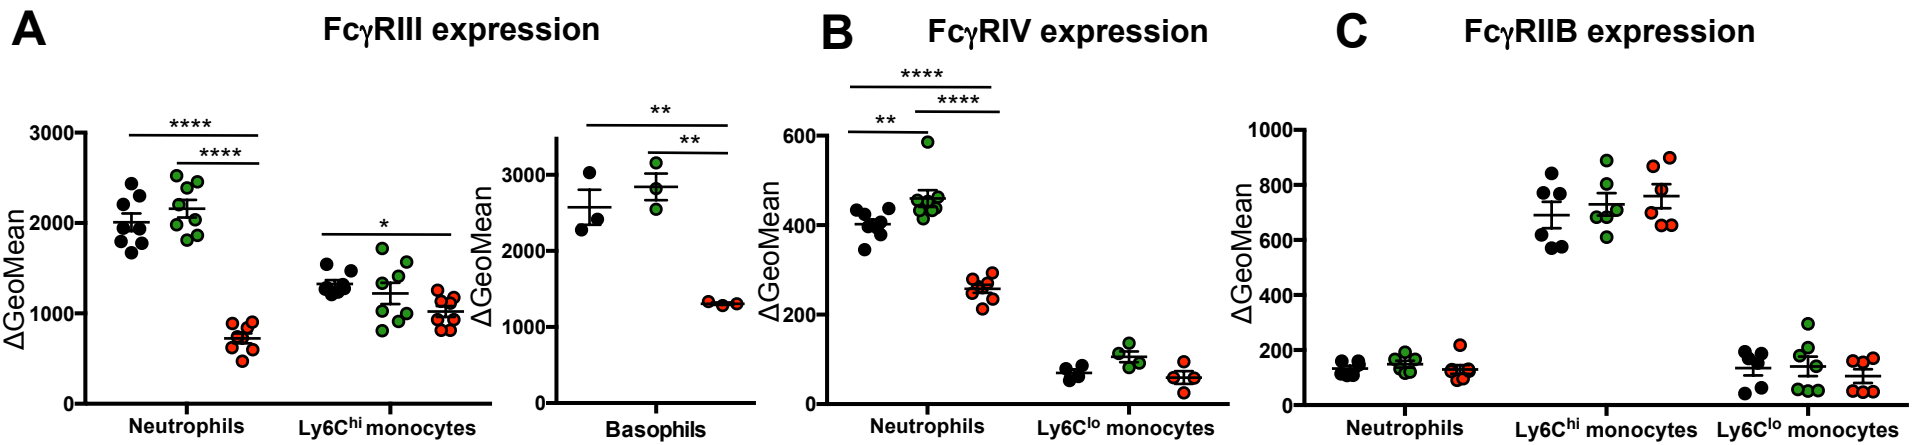 A FcγRIII expression
ΔGeoMean
3000
2000
1000
0
****
****
*
Neutrophils Ly6Chi monocytes
ΔGeoMean
3000
2000
1000
0
**
**
Basophils
B FcγRIV expression
ΔGeoMean
600
400
200
0
****
****
**
Neutrophils Ly6Clo monocytes
C FcγRIIB expression
ΔGeoMean
1000
800
600
400
200
0
Neutrophils Ly6Chi monocytes Ly6Clo monocytes